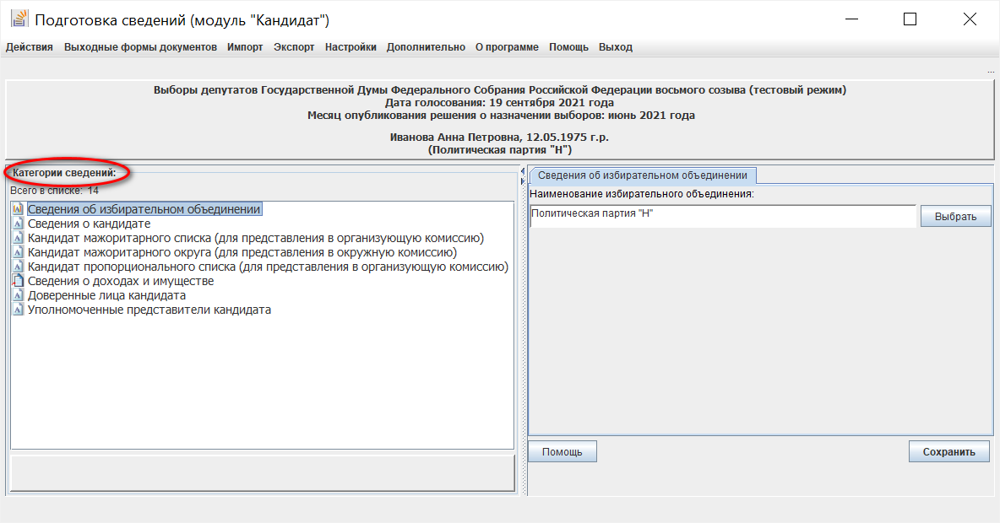 Подготовка сведений (модуль "Кандидат")
Действия Выходные формы документов Импорт Экспорт Настройки Дополнительно О программе Помощь Выход
...
Выборы депутатов Государственной Думы Федерального Собрания Российской Федерации восьмого созыва (тестовый режим)
Дата голосования: 19 сентября 2021 года
Месяц опубликования решения о назначении выборов: июнь 2021 года
Иванова Анна Петровна, 12.05.1975 г.р.
(Политическая партия "Н")
Категории сведений:
Всего в списке: 14
Сведения об избирательном объединении
Сведения о кандидате
Кандидат мажоритарного списка (для представления в организующую комиссию)
Кандидат мажоритарного округа (для представления в окружную комиссию)
Кандидат пропорционального списка (для представления в организующую комиссию)
Сведения о доходах и имуществе
Доверенные лица кандидата
Уполномоченные представители кандидата
Сведения об избирательном объединении
Наименование избирательного объединения:
Политическая партия "Н"
Выбрать
Помощь
Сохранить